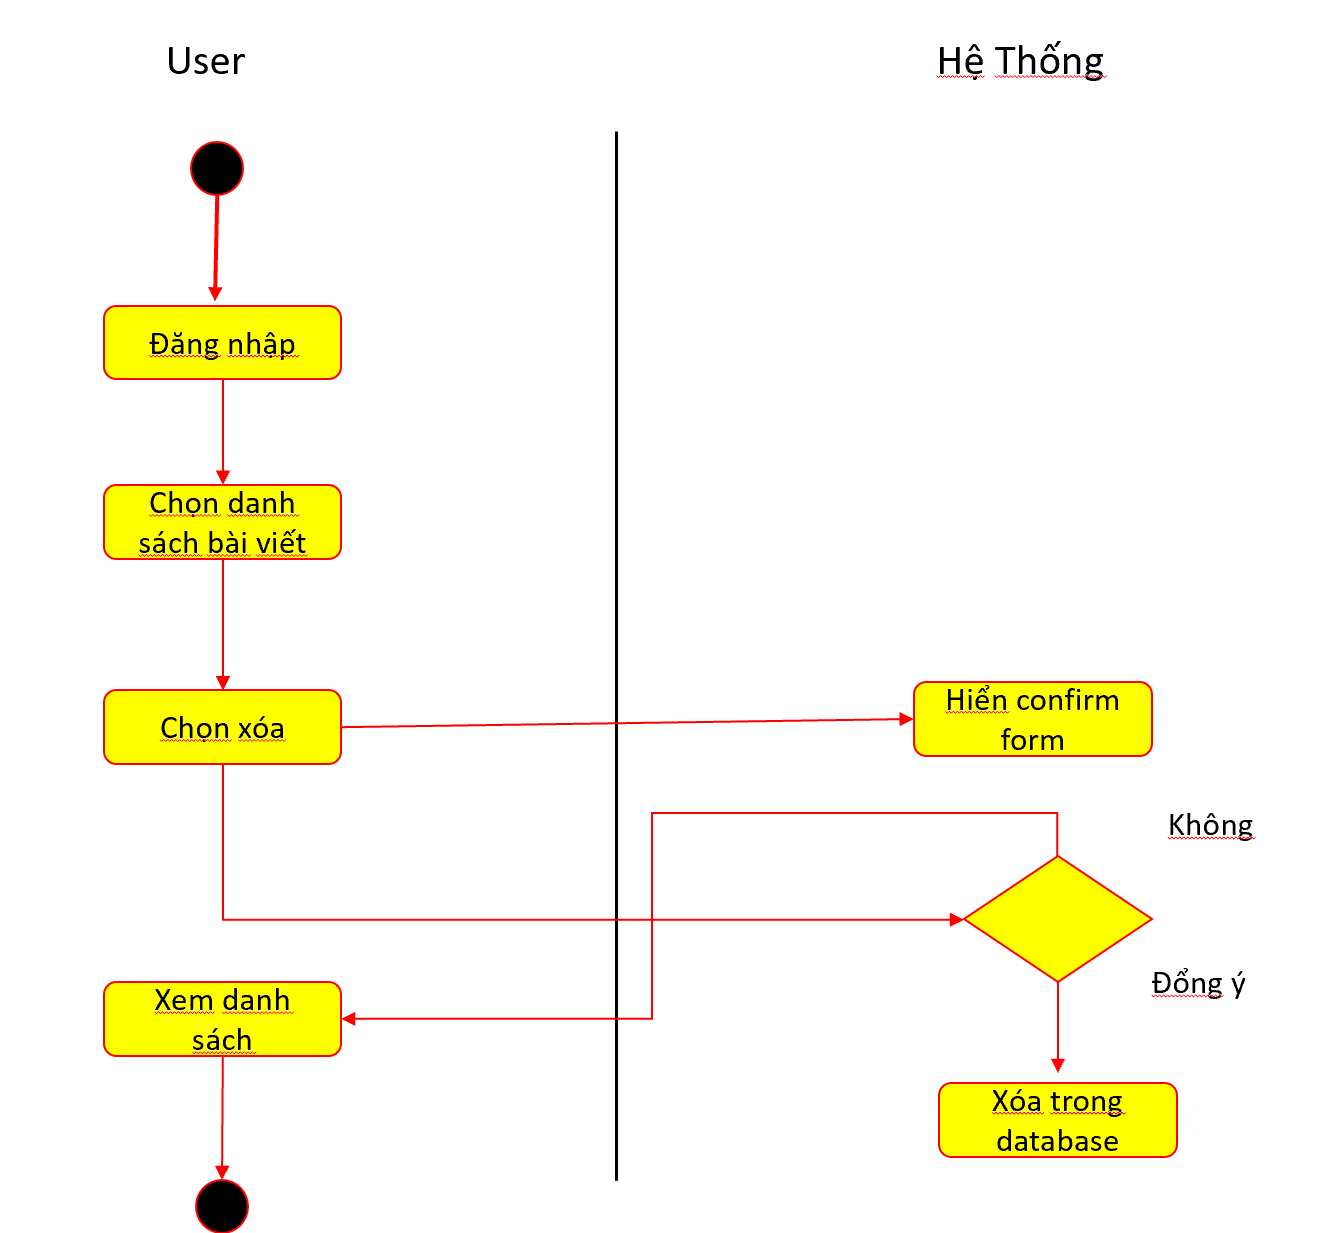 User
Hệ Thống
Đăng nhập
Chọn danh
sách bài viết
Chọn xóa
Hiển confirm
form
Không
Đổng ý
Xem danh
sách
Xóa trong
database